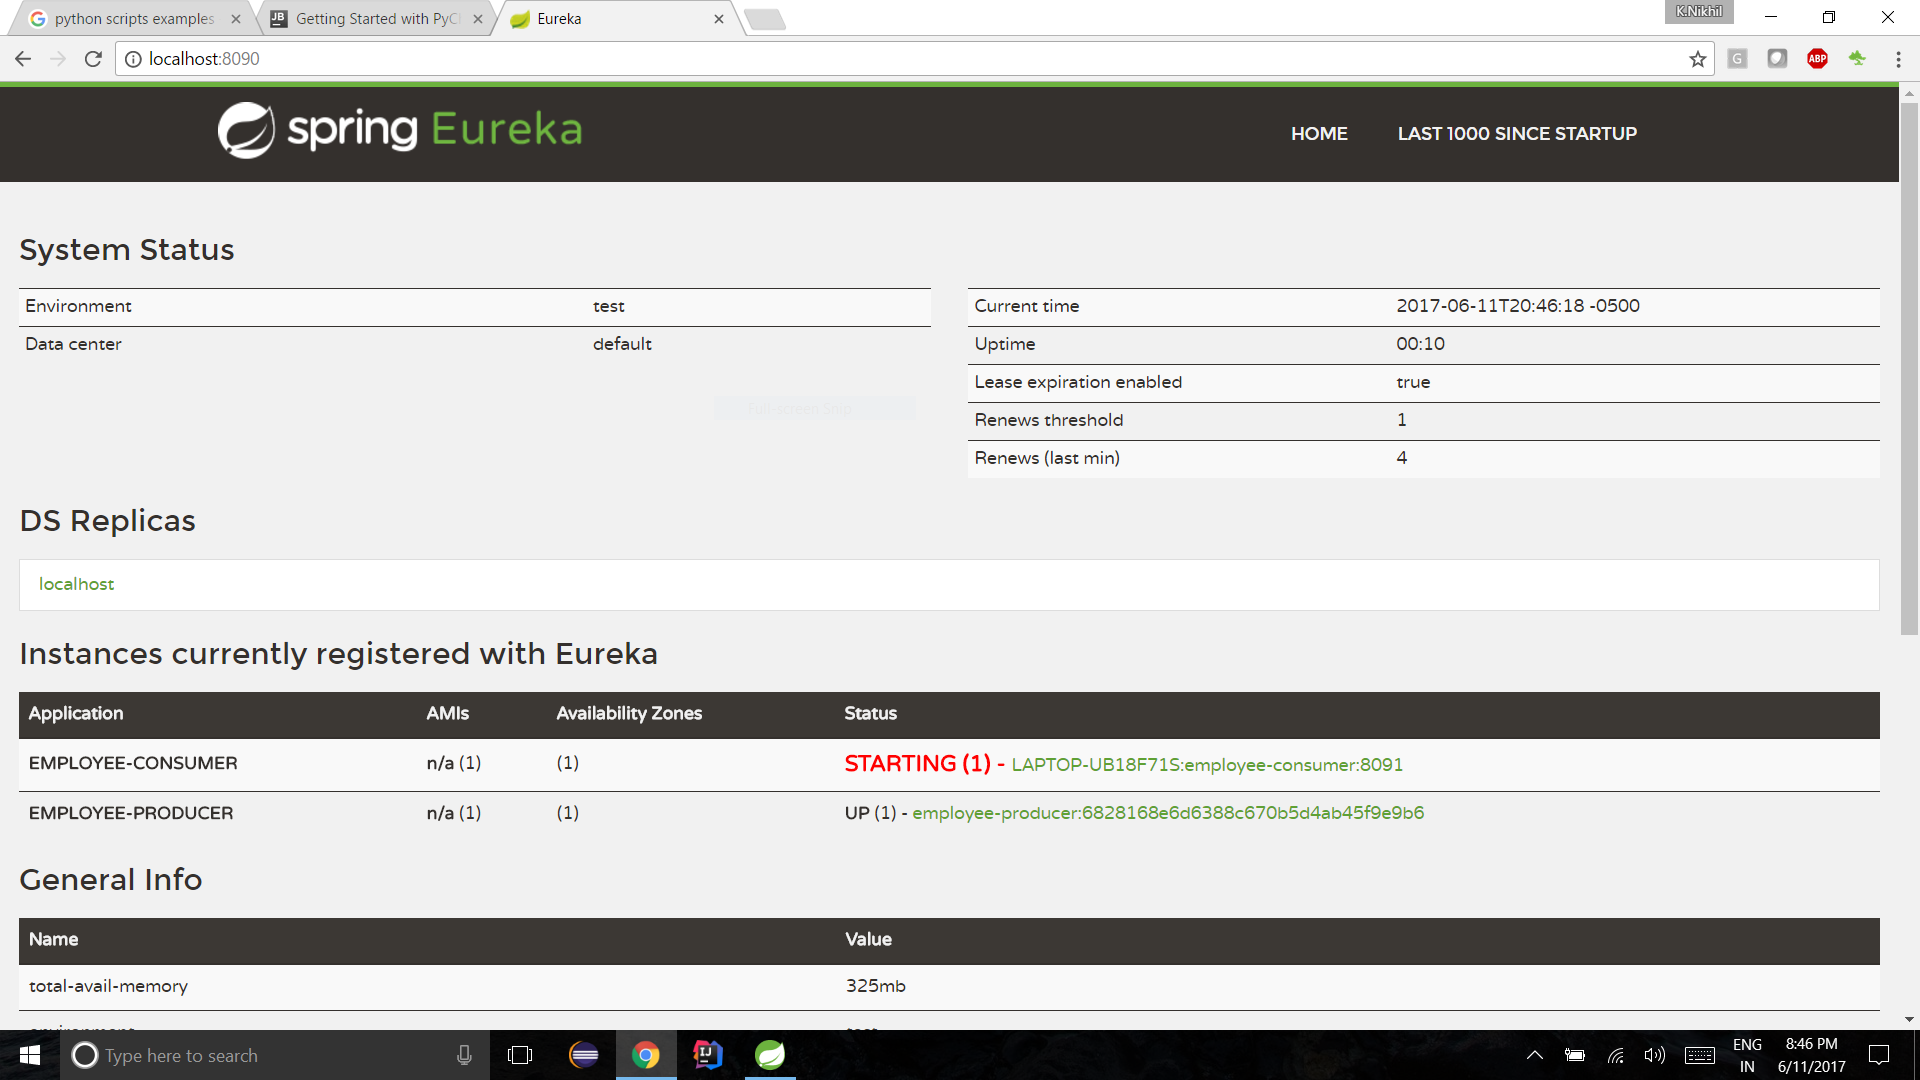 python scripts examples
Getting Started with PyC
Eureka
K.Nikhil
localhost:8090
G
ABP
spring Eureka
HOME
LAST 1000 SINCE STARTUP
System Status
Environment test
Data center default
Current time 2017-06-11T20:46:18 -0500
Uptime 00:10
Lease expiration enabled true
Renews threshold 1
Renews (last min) 4
Full-screen Snip
DS Replicas
localhost
Instances currently registered with Eureka
Application AMIs Availability Zones Status
EMPLOYEE-CONSUMER n/a (1) (1) STARTING (1) - LAPTOP-UB18F71S:employee-consumer:8091
EMPLOYEE-PRODUCER n/a (1) (1) UP (1) - employee-producer:6828168e6d6388c670b5d4ab45f9e9b6
General Info
Name Value
total-avail-memory 325mb
Type here to search
ENG
IN
8:46 PM
6/11/2017